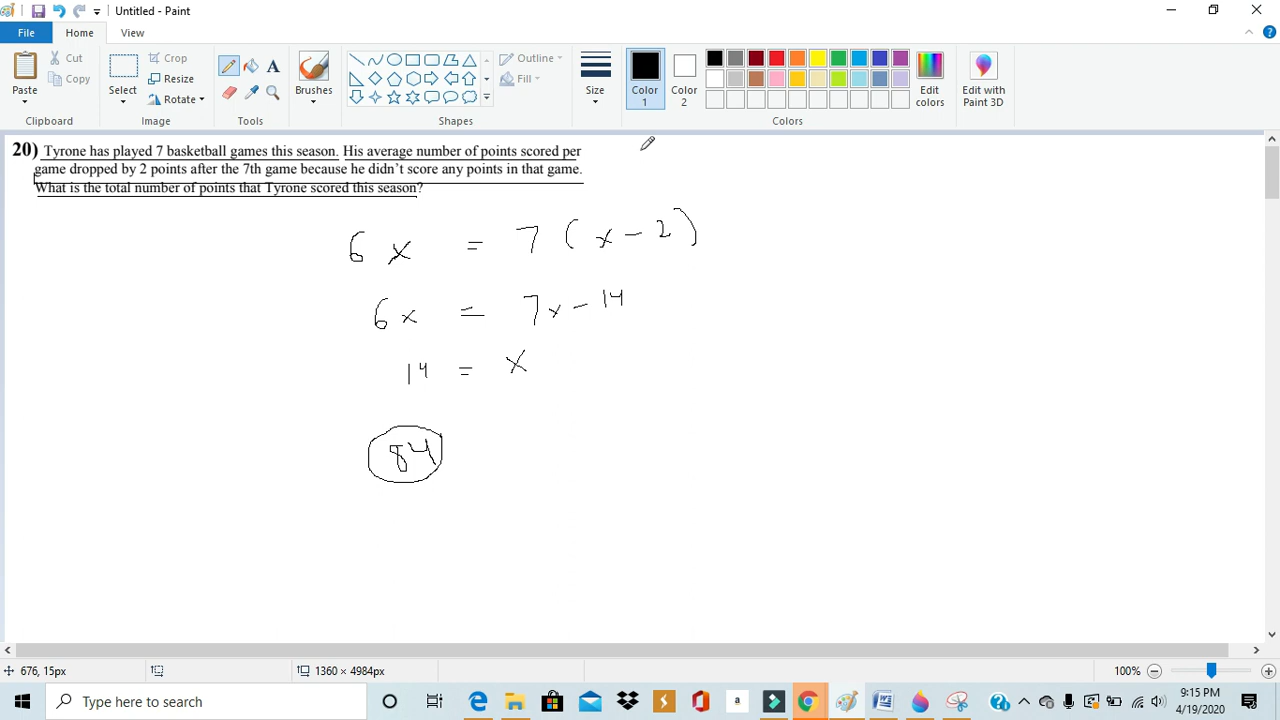 Untitled - Paint
File
Home
View
Paste
Cut
Copy
Clipboard
Select
Crop
Resize
Rotate
Image
A
Tools
Brushes
Shapes
Outline
Fill
Size
Color 1
Color 2
Colors
Edit colors
Edit with Paint 3D
20) Tyrone has played 7 basketball games this season. His average number of points scored per
game dropped by 2 points after the 7th game because he didn't score any points in that game.
What is the total number of points that Tyrone scored this season?
6 x = 7 ( x - 2 )
6x = 7x - 14
14 = x
84
676, 15px
1360 × 4984px
100%
Type here to search
a
W
9:15 PM
4/19/2020